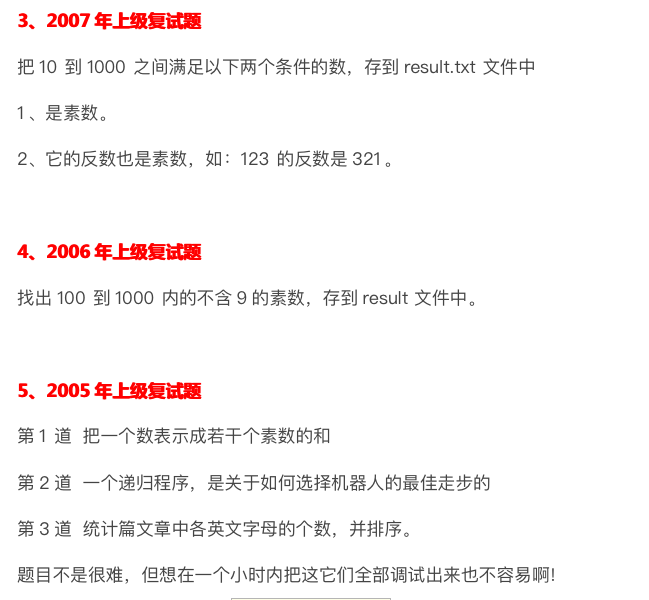 3、2007 年上级复试题
把 10 到 1000 之间满足以下两个条件的数，存到 result.txt 文件中
1、是素数。
2、它的反数也是素数，如：123 的反数是 321。
4、2006 年上级复试题
找出 100 到 1000 内的不含 9 的素数，存到 result 文件中。
5、2005 年上级复试题
第 1 道 把一个数表示成若干个素数的和
第 2 道 一个递归程序，是关于如何选择机器人的最佳走步的
第 3 道 统计篇文章中各英文字母的个数，并排序。
题目不是很难，但想在一个小时内把这它们全部调试出来也不容易啊!